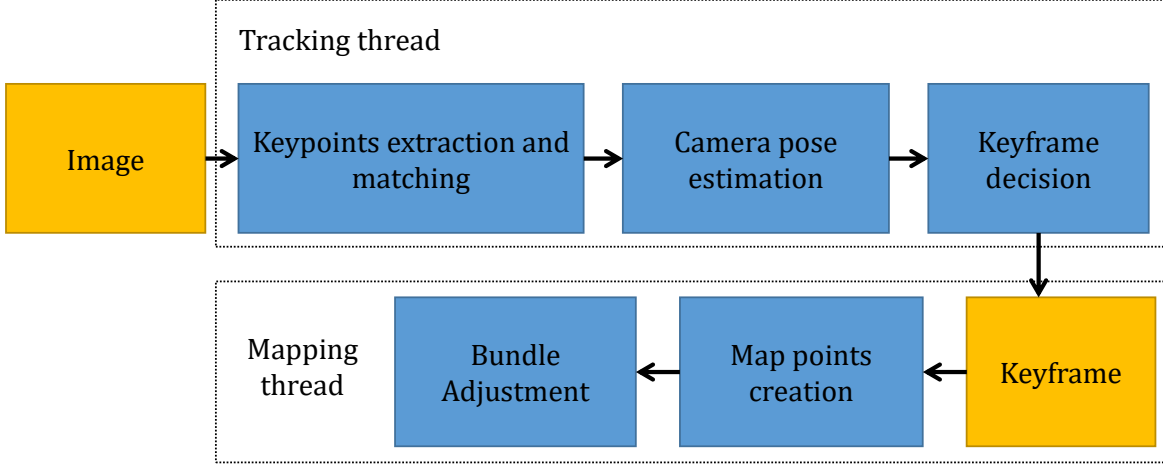 Tracking thread
Image
Keypoints extraction and
matching
Camera pose
estimation
Keyframe
decision
Mapping
thread
Bundle
Adjustment
Map points
creation
Keyframe